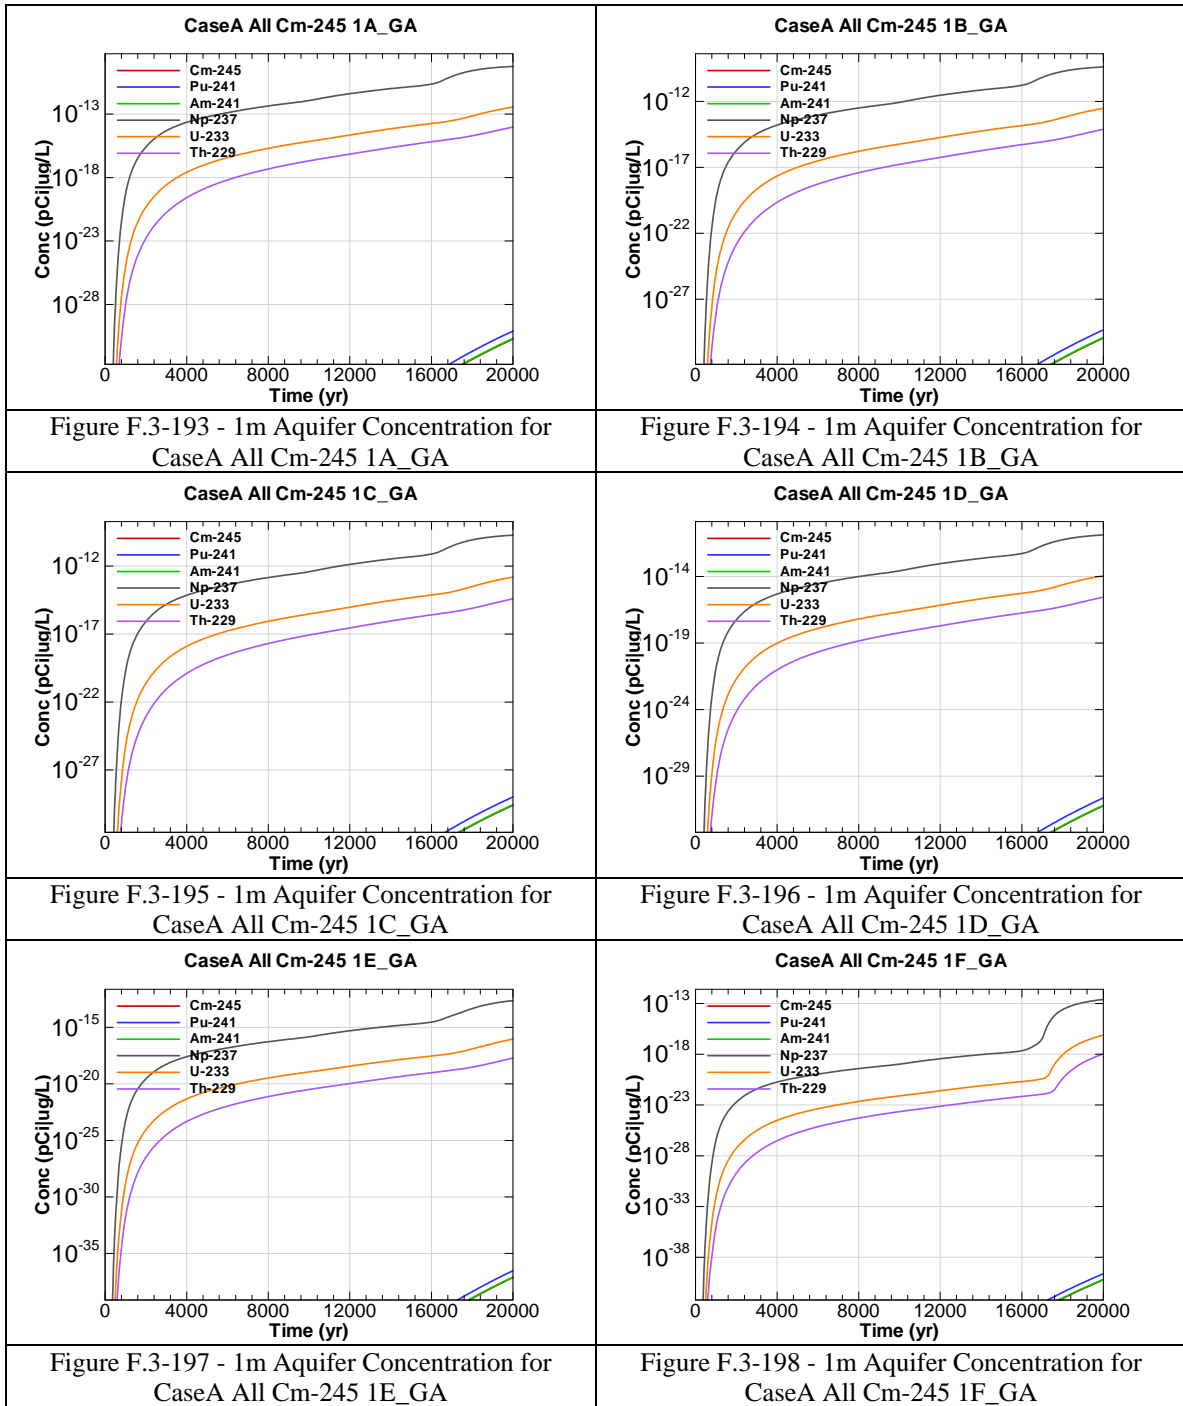 CaseA All Cm-245 1A_GA
Cm-245
Pu-241
Am-241
Np-237
U-233
Th-229
Conc (pCi|ug/L)
10-13
10-18
10-23
10-28
0 4000 8000 12000 16000 20000
Time (yr)
Figure F.3-193 - 1m Aquifer Concentration for
CaseA All Cm-245 1A_GA
CaseA All Cm-245 1B_GA
Cm-245
Pu-241
Am-241
Np-237
U-233
Th-229
Conc (pCi|ug/L)
10-12
10-17
10-22
10-27
0 4000 8000 12000 16000 20000
Time (yr)
Figure F.3-194 - 1m Aquifer Concentration for
CaseA All Cm-245 1B_GA
CaseA All Cm-245 1C_GA
Cm-245
Pu-241
Am-241
Np-237
U-233
Th-229
Conc (pCi|ug/L)
10-12
10-17
10-22
10-27
0 4000 8000 12000 16000 20000
Time (yr)
Figure F.3-195 - 1m Aquifer Concentration for
CaseA All Cm-245 1C_GA
CaseA All Cm-245 1D_GA
Cm-245
Pu-241
Am-241
Np-237
U-233
Th-229
Conc (pCi|ug/L)
10-14
10-19
10-24
10-29
0 4000 8000 12000 16000 20000
Time (yr)
Figure F.3-196 - 1m Aquifer Concentration for
CaseA All Cm-245 1D_GA
CaseA All Cm-245 1E_GA
Cm-245
Pu-241
Am-241
Np-237
U-233
Th-229
Conc (pCi|ug/L)
10-15
10-20
10-25
10-30
10-35
0 4000 8000 12000 16000 20000
Time (yr)
Figure F.3-197 - 1m Aquifer Concentration for
CaseA All Cm-245 1E_GA
CaseA All Cm-245 1F_GA
Cm-245
Pu-241
Am-241
Np-237
U-233
Th-229
Conc (pCi|ug/L)
10-13
10-18
10-23
10-28
10-33
10-38
0 4000 8000 12000 16000 20000
Time (yr)
Figure F.3-198 - 1m Aquifer Concentration for
CaseA All Cm-245 1F_GA